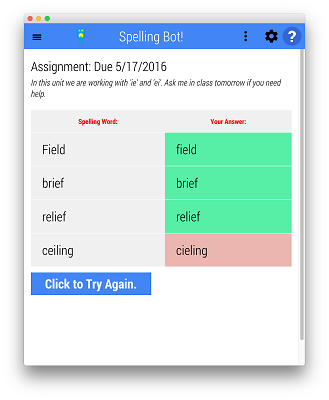 Spelling Bot!
?
Assignment: Due 5/17/2016
In this unit we are working with 'ie' and 'ei'. Ask me in class tomorrow if you need
help.
Spelling Word: Your Answer:
Field field
brief brief
relief relief
ceiling cieling
Click to Try Again.